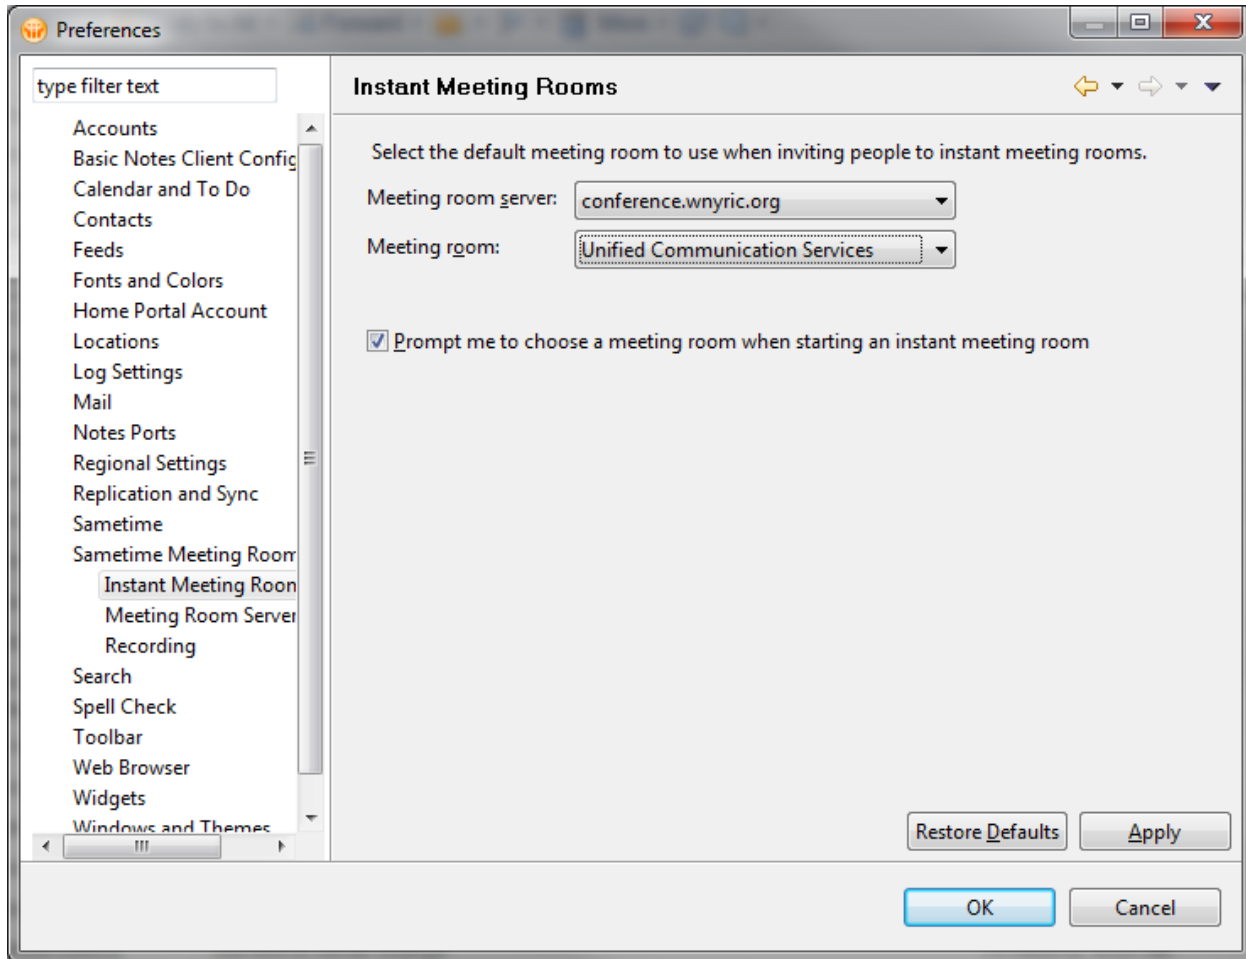 Preferences
type filter text
Accounts
Basic Notes Client Config
Calendar and To Do
Contacts
Feeds
Fonts and Colors
Home Portal Account
Locations
Log Settings
Mail
Notes Ports
Regional Settings
Replication and Sync
Sametime
Sametime Meeting Room
Instant Meeting Room
Meeting Room Server
Recording
Search
Spell Check
Toolbar
Web Browser
Widgets
Windows and Themes
Instant Meeting Rooms
Select the default meeting room to use when inviting people to instant meeting rooms.
Meeting room server: conference.wnyric.org
Meeting room: Unified Communication Services
Prompt me to choose a meeting room when starting an instant meeting room
Restore Defaults Apply
OK Cancel